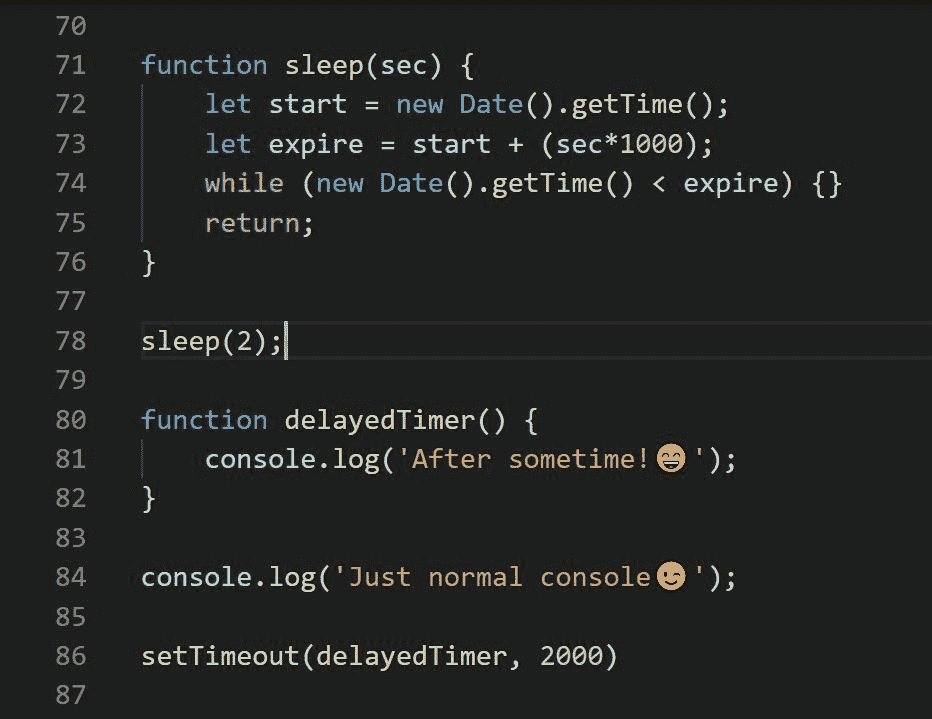 70
71 function sleep(sec) {
72     let start = new Date().getTime();
73     let expire = start + (sec*1000);
74     while (new Date().getTime() < expire) {}
75     return;
76 }
77
78 sleep(2);
79
80 function delayedTimer() {
81     console.log('After sometime!😁');
82 }
83
84 console.log('Just normal console😉');
85
86 setTimeout(delayedTimer, 2000)
87